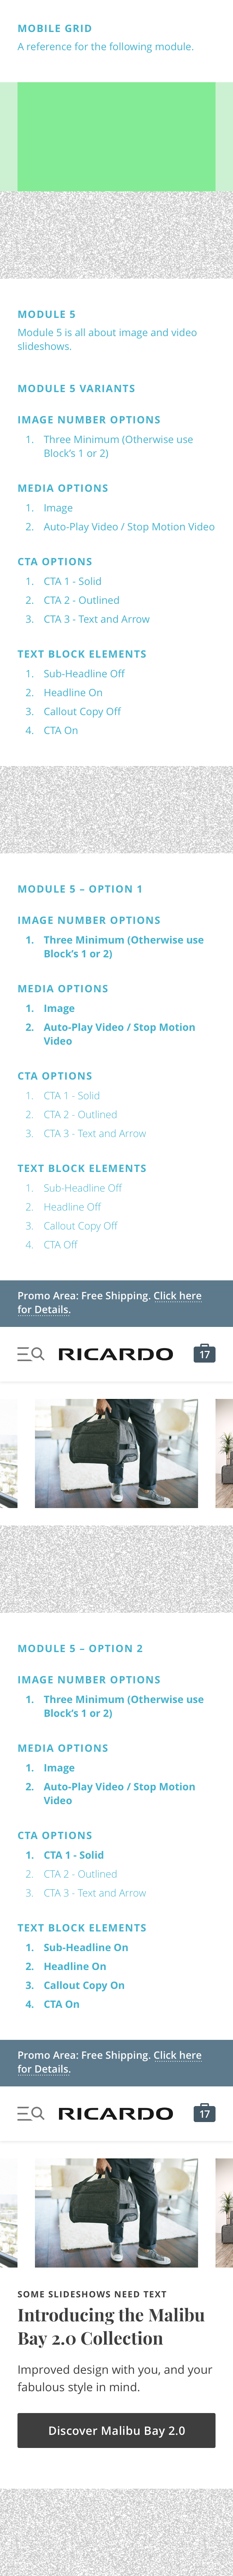 MOBILE GRID
A reference for the following module.
MODULE 5
Module 5 is all about image and video
slideshows.
MODULE 5 VARIANTS
IMAGE NUMBER OPTIONS
1. Three Minimum (Otherwise use
Block's 1 or 2)
MEDIA OPTIONS
1. Image
2. Auto-Play Video / Stop Motion Video
CTA OPTIONS
1. CTA 1 - Solid
2. CTA 2 - Outlined
3. CTA 3 - Text and Arrow
TEXT BLOCK ELEMENTS
1. Sub-Headline Off
2. Headline On
3. Callout Copy Off
4. CTA On
MODULE 5 – OPTION 1
IMAGE NUMBER OPTIONS
1. Three Minimum (Otherwise use
Block's 1 or 2)
MEDIA OPTIONS
1. Image
2. Auto-Play Video / Stop Motion
Video
CTA OPTIONS
1. CTA 1 - Solid
2. CTA 2 - Outlined
3. CTA 3 - Text and Arrow
TEXT BLOCK ELEMENTS
1. Sub-Headline Off
2. Headline Off
3. Callout Copy Off
4. CTA Off
Promo Area: Free Shipping. Click here
for Details.
RICARDO
17
MODULE 5 – OPTION 2
IMAGE NUMBER OPTIONS
1. Three Minimum (Otherwise use
Block's 1 or 2)
MEDIA OPTIONS
1. Image
2. Auto-Play Video / Stop Motion
Video
CTA OPTIONS
1. CTA 1 - Solid
2. CTA 2 - Outlined
3. CTA 3 - Text and Arrow
TEXT BLOCK ELEMENTS
1. Sub-Headline On
2. Headline On
3. Callout Copy On
4. CTA On
Promo Area: Free Shipping. Click here
for Details.
RICARDO
17
SOME SLIDESHOWS NEED TEXT
Introducing the Malibu
Bay 2.0 Collection
Improved design with you, and your
fabulous style in mind.
Discover Malibu Bay 2.0